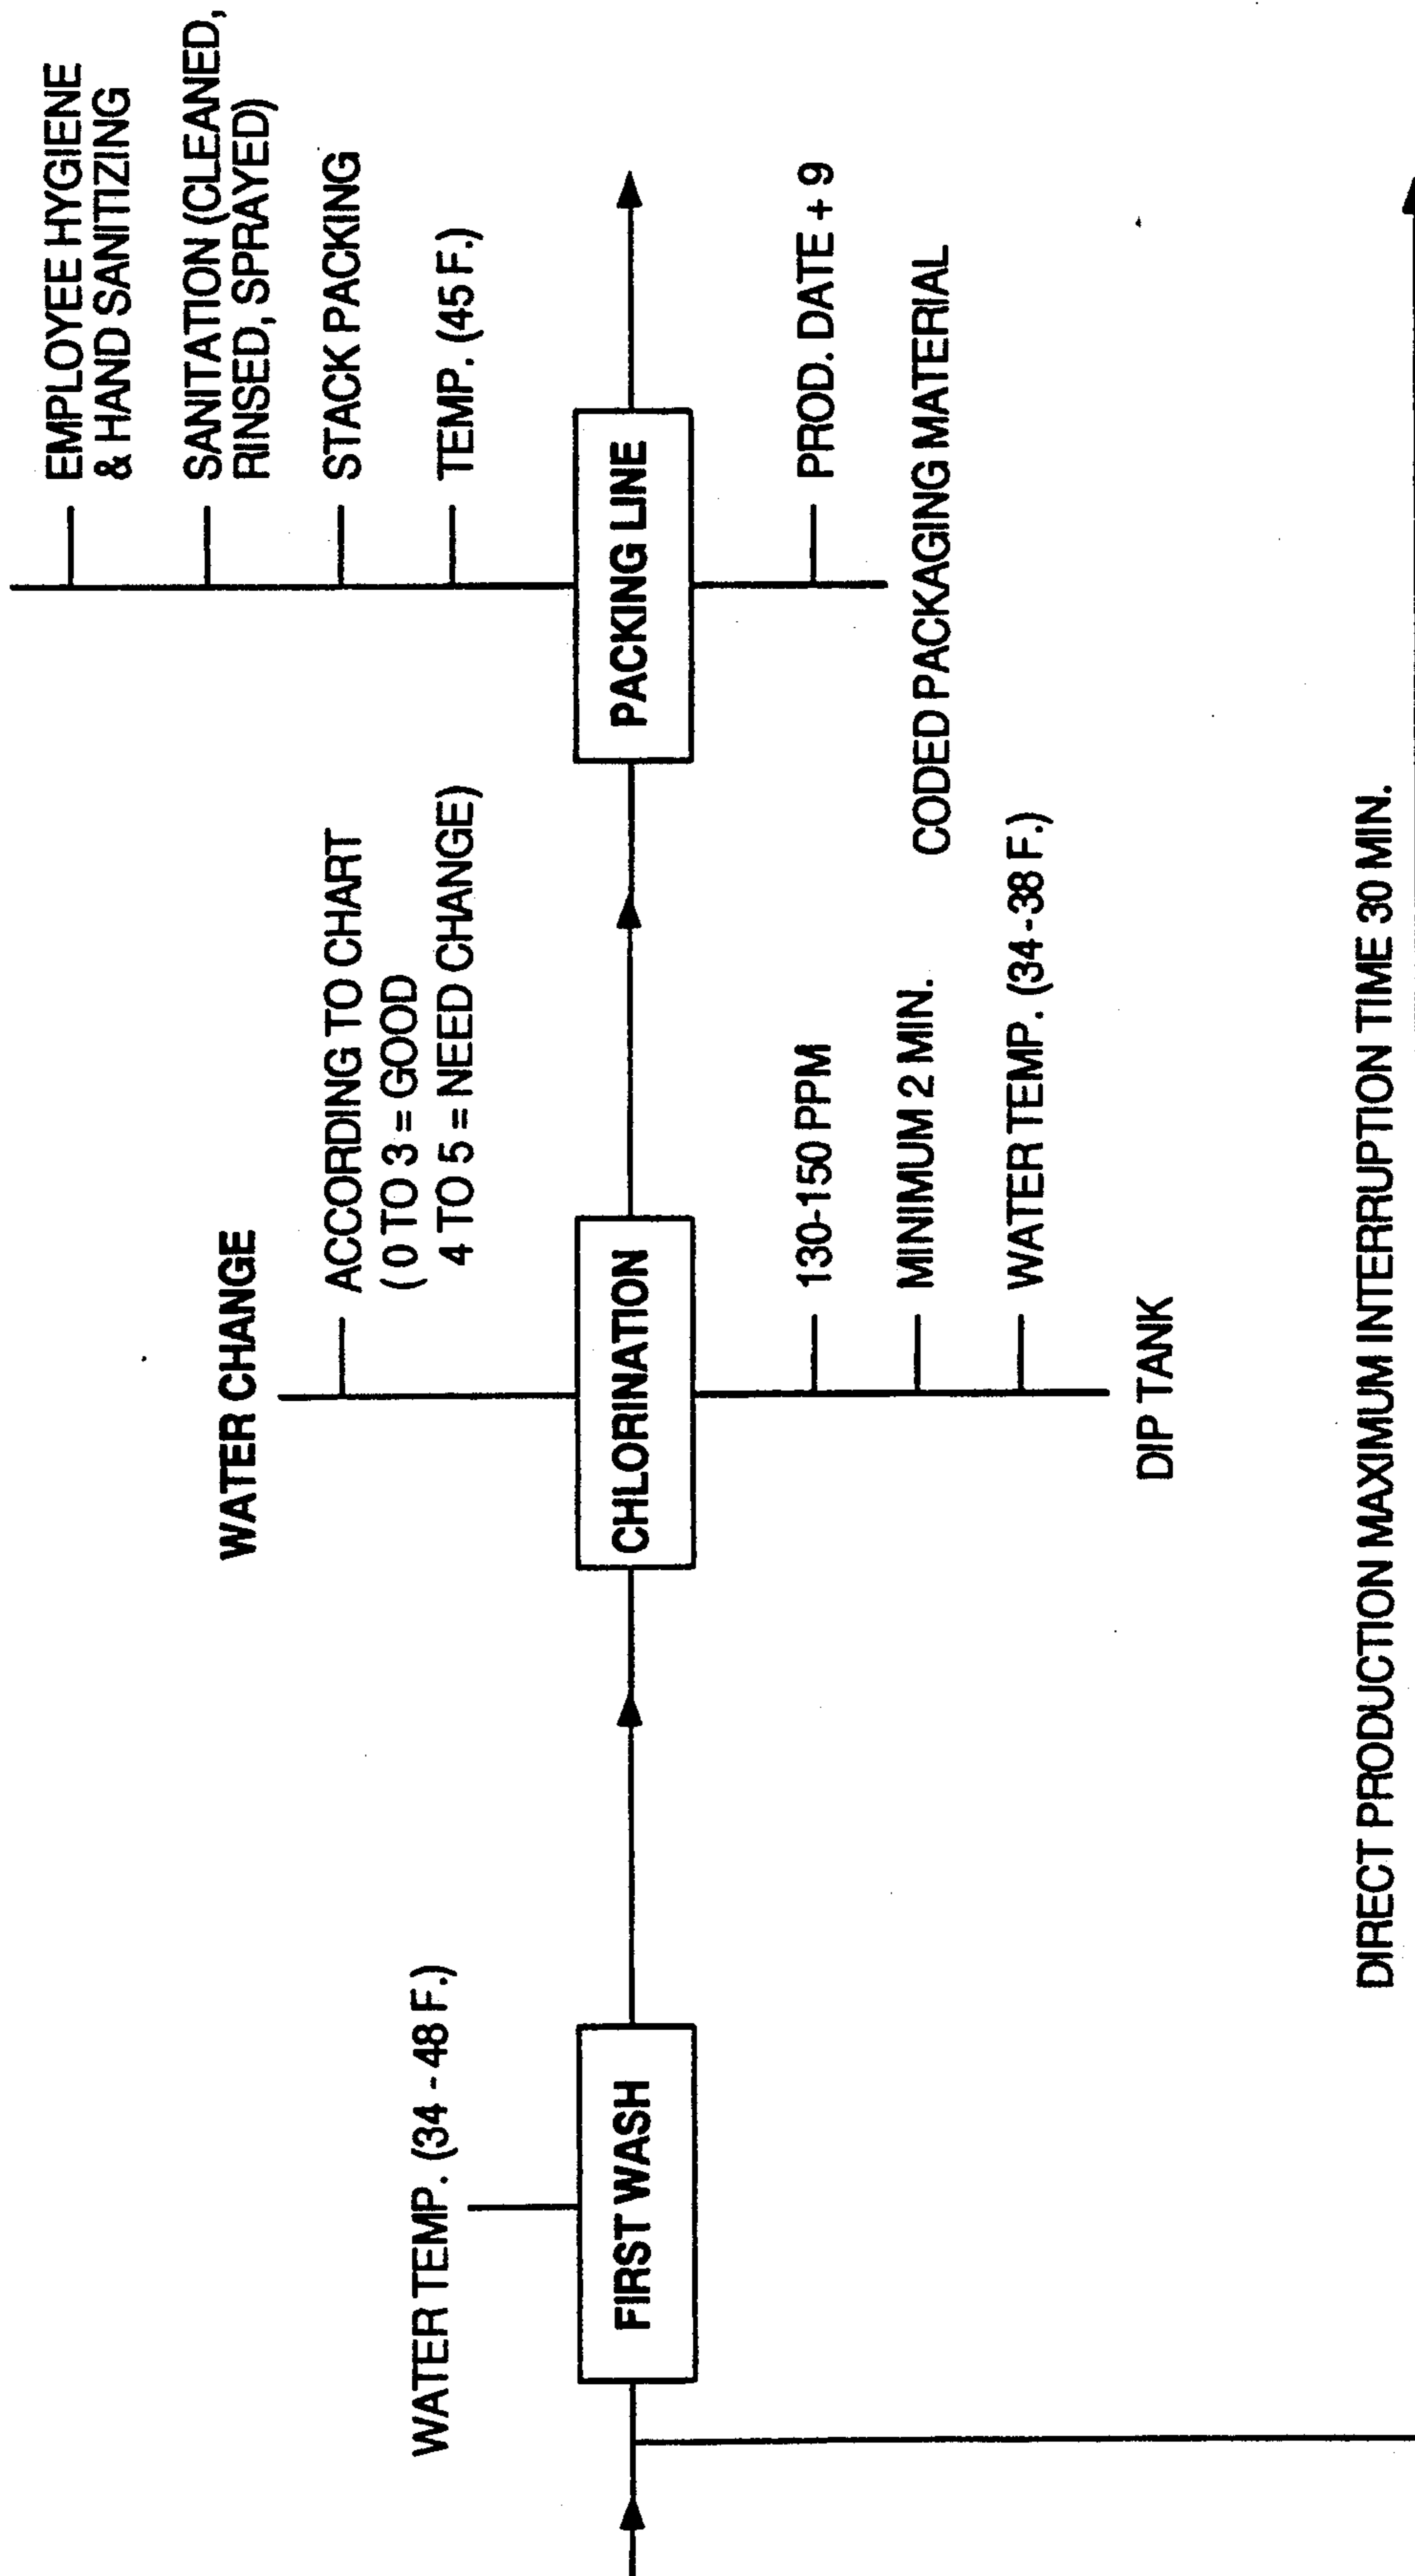 WATER TEMP. (34 - 48 F.)
FIRST WASH
WATER CHANGE
ACCORDING TO CHART
( 0 TO 3 = GOOD
4 TO 5 = NEED CHANGE)
CHLORINATION
130-150 PPM
MINIMUM 2 MIN.
WATER TEMP. (34 -38 F.)
DIP TANK
EMPLOYEE HYGIENE
& HAND SANITIZING
SANITATION (CLEANED,
RINSED, SPRAYED)
STACK PACKING
TEMP. (45 F.)
PACKING LINE
PROD. DATE + 9
CODED PACKAGING MATERIAL
DIRECT PRODUCTION MAXIMUM INTERRUPTION TIME 30 MIN.